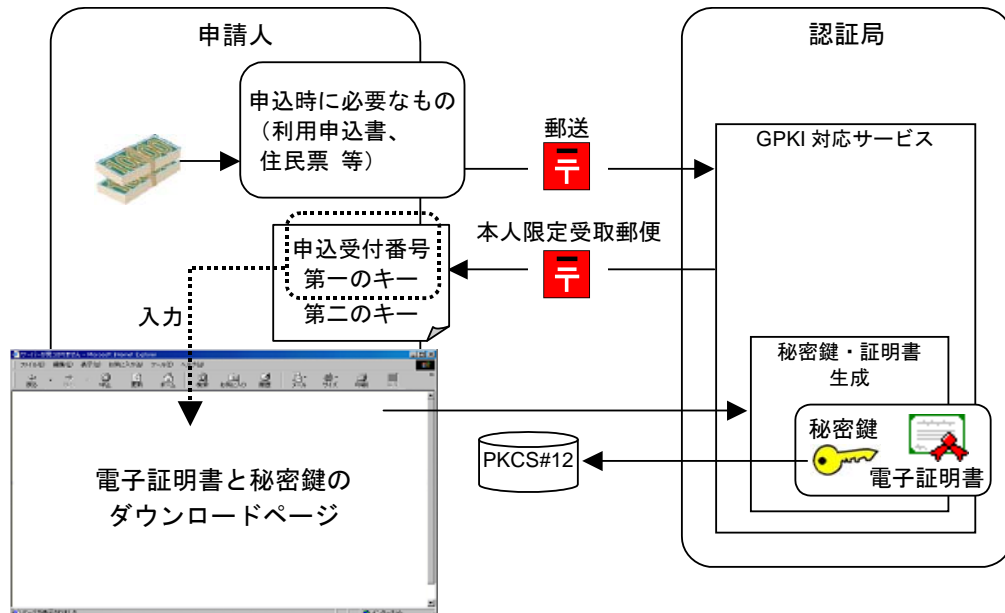 申請人
認証局
申込時に必要なもの
（利用申込書、
住民票 等）
郵送
GPKI 対応サービス
本人限定受取郵便
申込受付番号
第一のキー
第二のキー
入力
秘密鍵・証明書
生成
秘密鍵
電子証明書
PKCS#12
電子証明書と秘密鍵の
ダウンロードページ